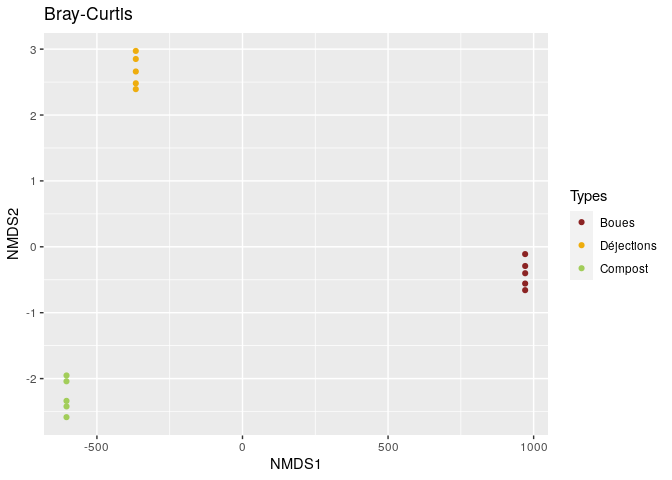 Bray-Curtis
3
2
1
0
-1
-2
NMDS2
-500
0
500
1000
NMDS1
Types
Boues
Déjections
Compost